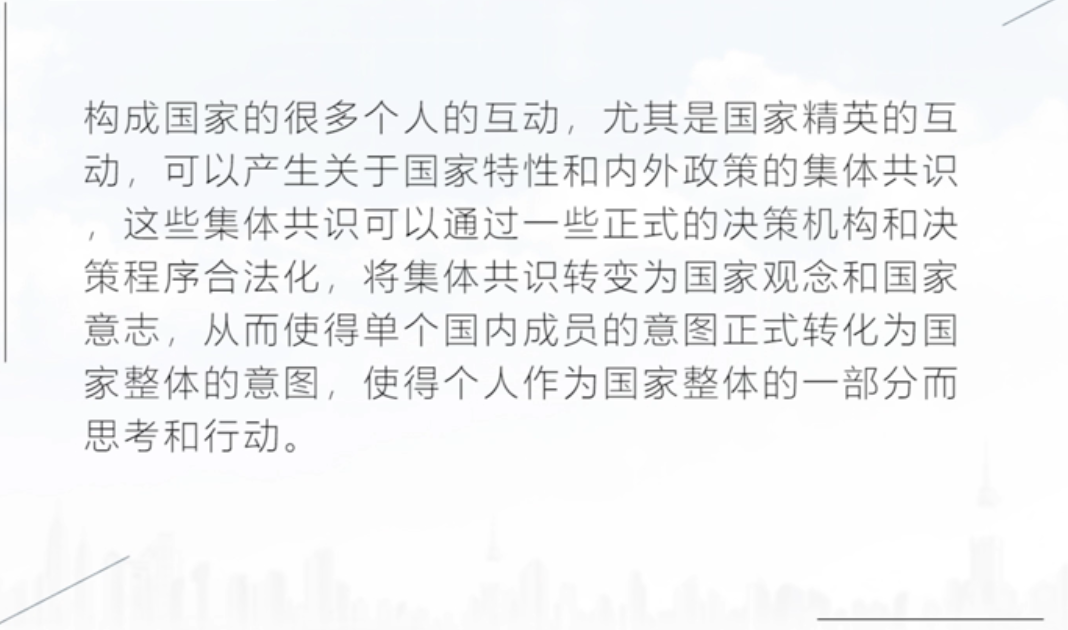 构成国家的很多个人的互动，尤其是国家精英的互
动，可以产生关于国家特性和内外政策的集体共识
，这些集体共识可以通过一些正式的决策机构和决
策程序合法化，将集体共识转变为国家观念和国家
意志，从而使得单个国内成员的意图正式转化为国
家整体的意图，使得个人作为国家整体的一部分而
思考和行动。